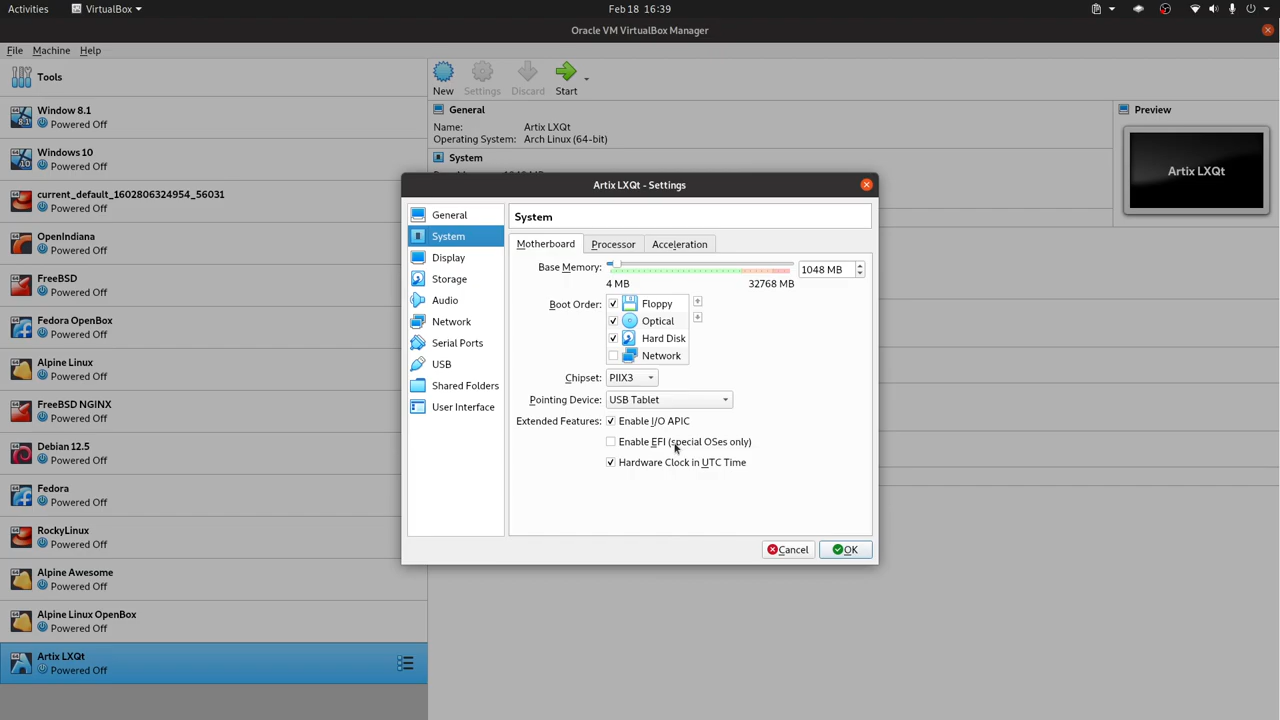 Activities VirtualBox Feb 18 16:39
Oracle VM VirtualBox Manager
File Machine Help
Tools
New Settings Discard Start
Window 8.1
Powered Off
Windows 10
Powered Off
current_default_1602806324954_56031
Powered Off
OpenIndiana
Powered Off
FreeBSD
Powered Off
Fedora OpenBox
Powered Off
Alpine Linux
Powered Off
FreeBSD NGINX
Powered Off
Debian 12.5
Powered Off
Fedora
Powered Off
RockyLinux
Powered Off
Alpine Awesome
Powered Off
Alpine Linux OpenBox
Powered Off
Artix LXQt
Powered Off
General
Name: Artix LXQt
Operating System: Arch Linux (64-bit)
System
Preview
Artix LXQt
Artix LXQt - Settings
General
System
Display
Storage
Audio
Network
Serial Ports
USB
Shared Folders
User Interface
System
Motherboard Processor Acceleration
Base Memory: 1048 MB
4 MB 32768 MB
Boot Order: Floppy
Optical
Hard Disk
Network
Chipset: PIIX3
Pointing Device: USB Tablet
Extended Features: Enable I/O APIC
Enable EFI (special OSes only)
Hardware Clock in UTC Time
Cancel OK